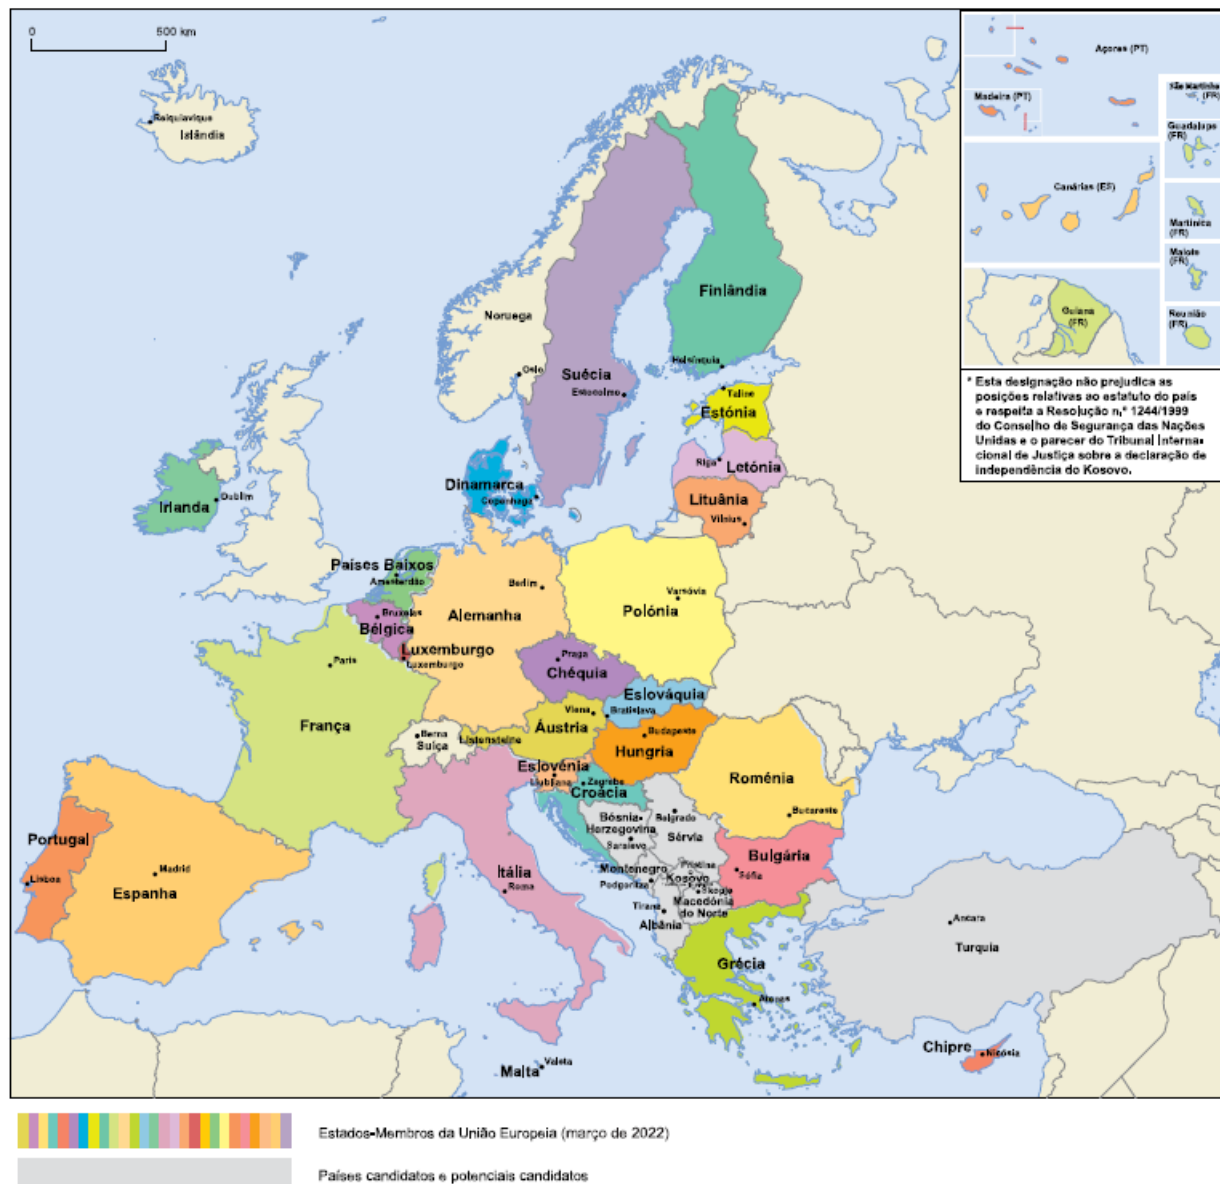 0 500 km
Reiquiavique
Islândia
Açores (PT)
Madeira (PT)
São Martinho
(FR)
Guadalupe
(FR)
Canárias (ES)
Martinica
(FR)
Maiote
(FR)
Guiana
(FR)
Reunião
(FR)
* Esta designação não prejudica as
posições relativas ao estatuto do país
e respeita a Resolução n.° 1244/1999
do Conselho de Segurança das Nações
Unidas e o parecer do Tribunal Interna-
cional de Justiça sobre a declaração de
independência do Kosovo.
Finlândia
Helsínquia
Noruega
Oslo
Suécia
Estocolmo
Taline
Estónia
Riga
Letónia
Lituânia
Vilnius
Dinamarca
Copenhaga
Irlanda
Dublim
Países Baixos
Amesterdão
Berlim
Alemanha
Varsóvia
Polónia
Bruxelas
Bélgica
Luxemburgo
Luxemburgo
Paris
França
Praga
Chéquia
Eslováquia
Bratislava
Viena
Áustria
Listenstaine
Berna
Suíça
Budapeste
Hungria
Eslovénia
Liubliana
Zagrebe
Croácia
Roménia
Bucareste
Bósnia-
Herzegovina
Saraievo
Belgrado
Sérvia
Montenegro
Podgoritza
Pristina
Kosovo
Skopje
Macedónia
do Norte
Tirana
Albânia
Bulgária
Sófia
Portugal
Lisboa
Madrid
Espanha
Itália
Roma
Grécia
Atenas
Ancara
Turquia
Chipre
Nicósia
Malta
Valeta
Estados-Membros da União Europeia (março de 2022)
Países candidatos e potenciais candidatos